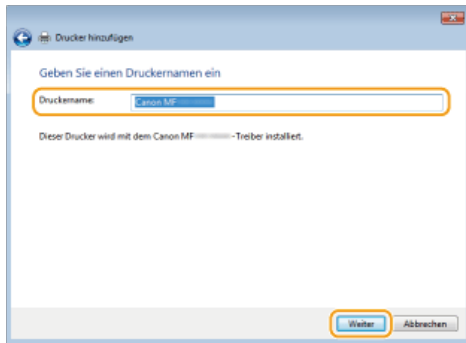 Drucker hinzufügen
Geben Sie einen Druckernamen ein
Druckername: Canon MF
Dieser Drucker wird mit dem Canon MF -Treiber installiert.
Weiter Abbrechen